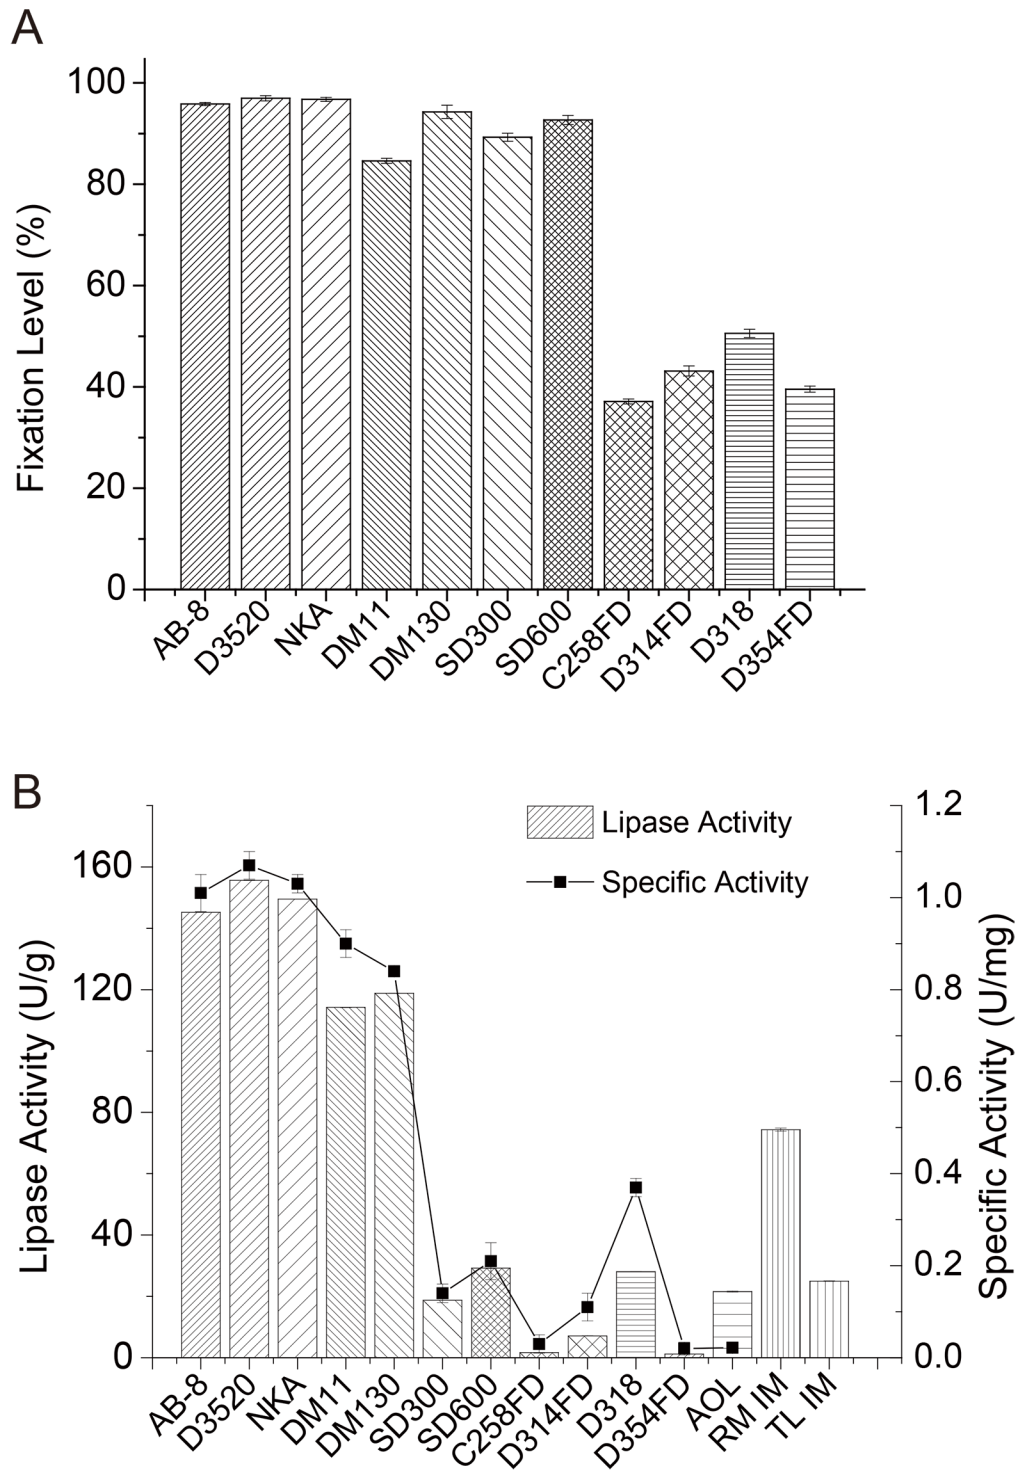 A
100
80
60
40
20
0
Fixation Level (%)
AB-8
D3520
NKA
DM11
DM130
SD300
SD600
C258FD
D314FD
D318
D354FD
B
Lipase Activity
Specific Activity
160
120
80
40
0
Lipase Activity (U/g)
1.2
1.0
0.8
0.6
0.4
0.2
0.0
Specific Activity (U/mg)
AB-8
D3520
NKA
DM11
DM130
SD300
SD600
C258FD
D314FD
D318
D354FD
AOL
RM IM
TL IM